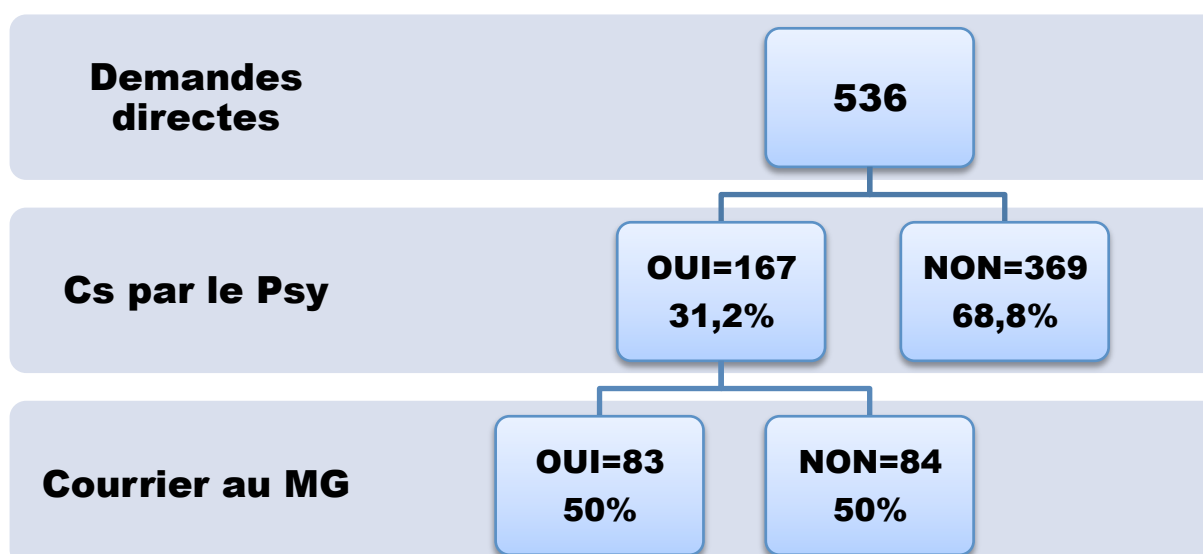 Demandes
directes
536
Cs par le Psy
OUI=167
31,2%
NON=369
68,8%
Courrier au MG
OUI=83
50%
NON=84
50%